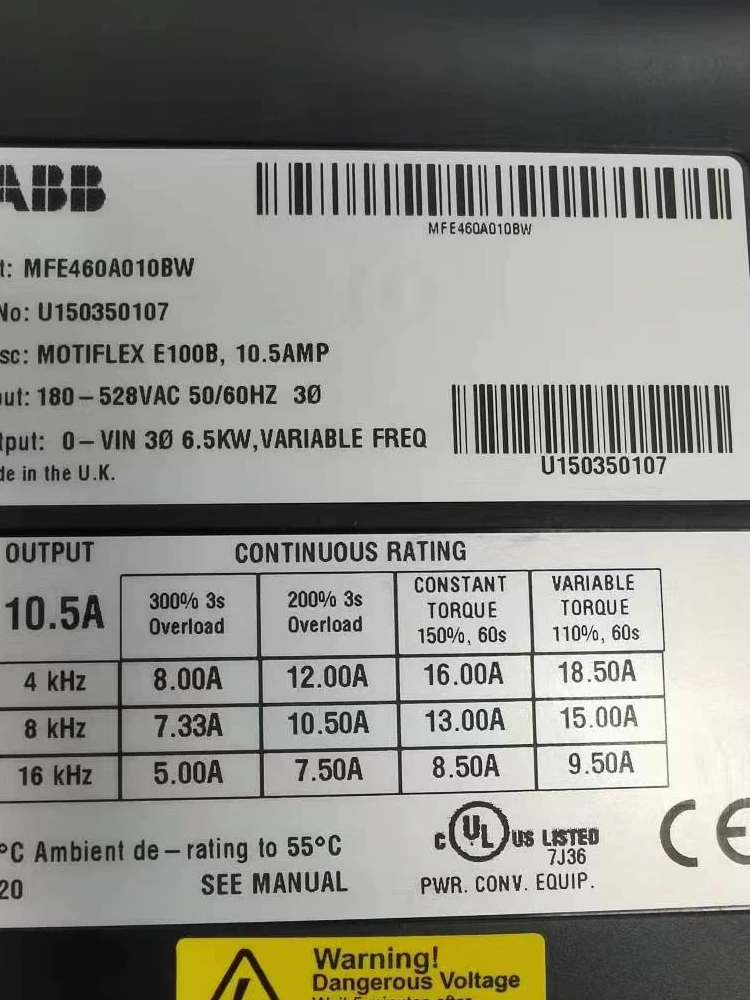 ABB
MFE460A010BW
t: MFE460A010BW
No: U150350107
sc: MOTIFLEX E100B, 10.5AMP
ut: 180-528VAC 50/60HZ 3Ø
tput: 0-VIN 3Ø 6.5KW,VARIABLE FREQ
U150350107
de in the U.K.
OUTPUT CONTINUOUS RATING
10.5A
300% 3s
Overload
200% 3s
Overload
CONSTANT
TORQUE
150%, 60s
VARIABLE
TORQUE
110%, 60s
4 kHz 8.00A 12.00A 16.00A 18.50A
8 kHz 7.33A 10.50A 13.00A 15.00A
16 kHz 5.00A 7.50A 8.50A 9.50A
°C Ambient de-rating to 55°C
20 SEE MANUAL
C UL US LISTED
7J36
PWR. CONV. EQUIP.
CE
Warning!
Dangerous Voltage